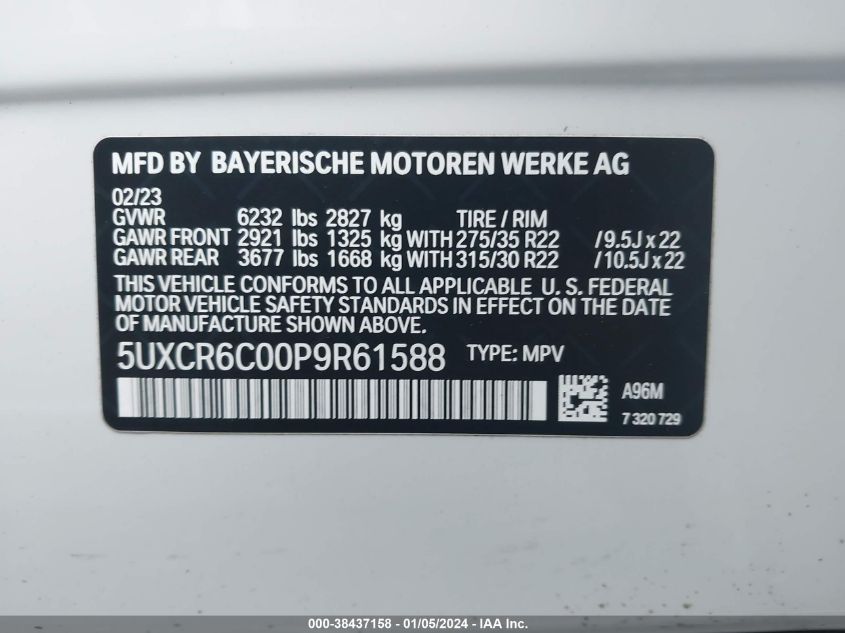 MFD BY BAYERISCHE MOTOREN WERKE AG
02/23
GVWR 6232 lbs 2827 kg TIRE / RIM
GAWR FRONT 2921 lbs 1325 kg WITH 275/35 R22 /9.5J x 22
GAWR REAR 3677 lbs 1668 kg WITH 315/30 R22 /10.5J x 22
THIS VEHICLE CONFORMS TO ALL APPLICABLE U. S. FEDERAL
MOTOR VEHICLE SAFETY STANDARDS IN EFFECT ON THE DATE
OF MANUFACTURE SHOWN ABOVE.
5UXCR6C00P9R61588 TYPE: MPV
A96M
7 320 729
000-38437158 - 01/05/2024 - IAA Inc.